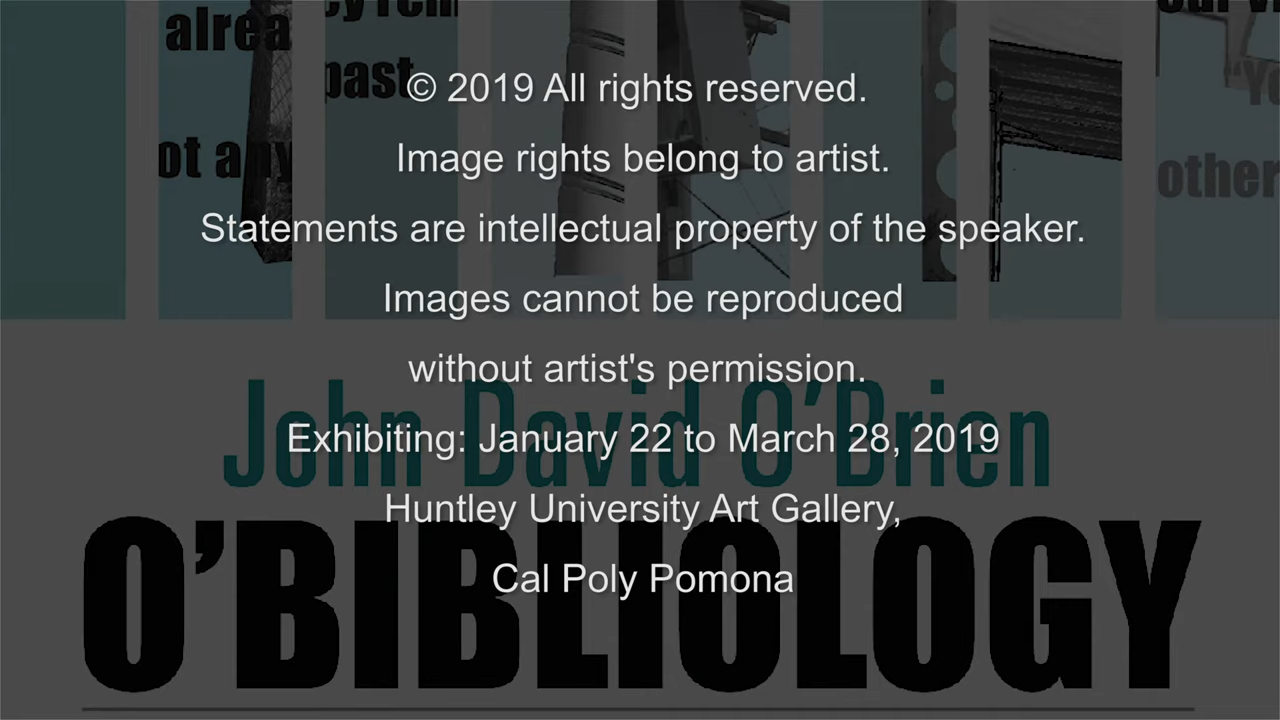 alrea
past
ot any
other
© 2019 All rights reserved.
Image rights belong to artist.
Statements are intellectual property of the speaker.
Images cannot be reproduced
without artist's permission.
John David O'Brien
Exhibiting: January 22 to March 28, 2019
Huntley University Art Gallery,
O'BIBLIOLOGY
Cal Poly Pomona